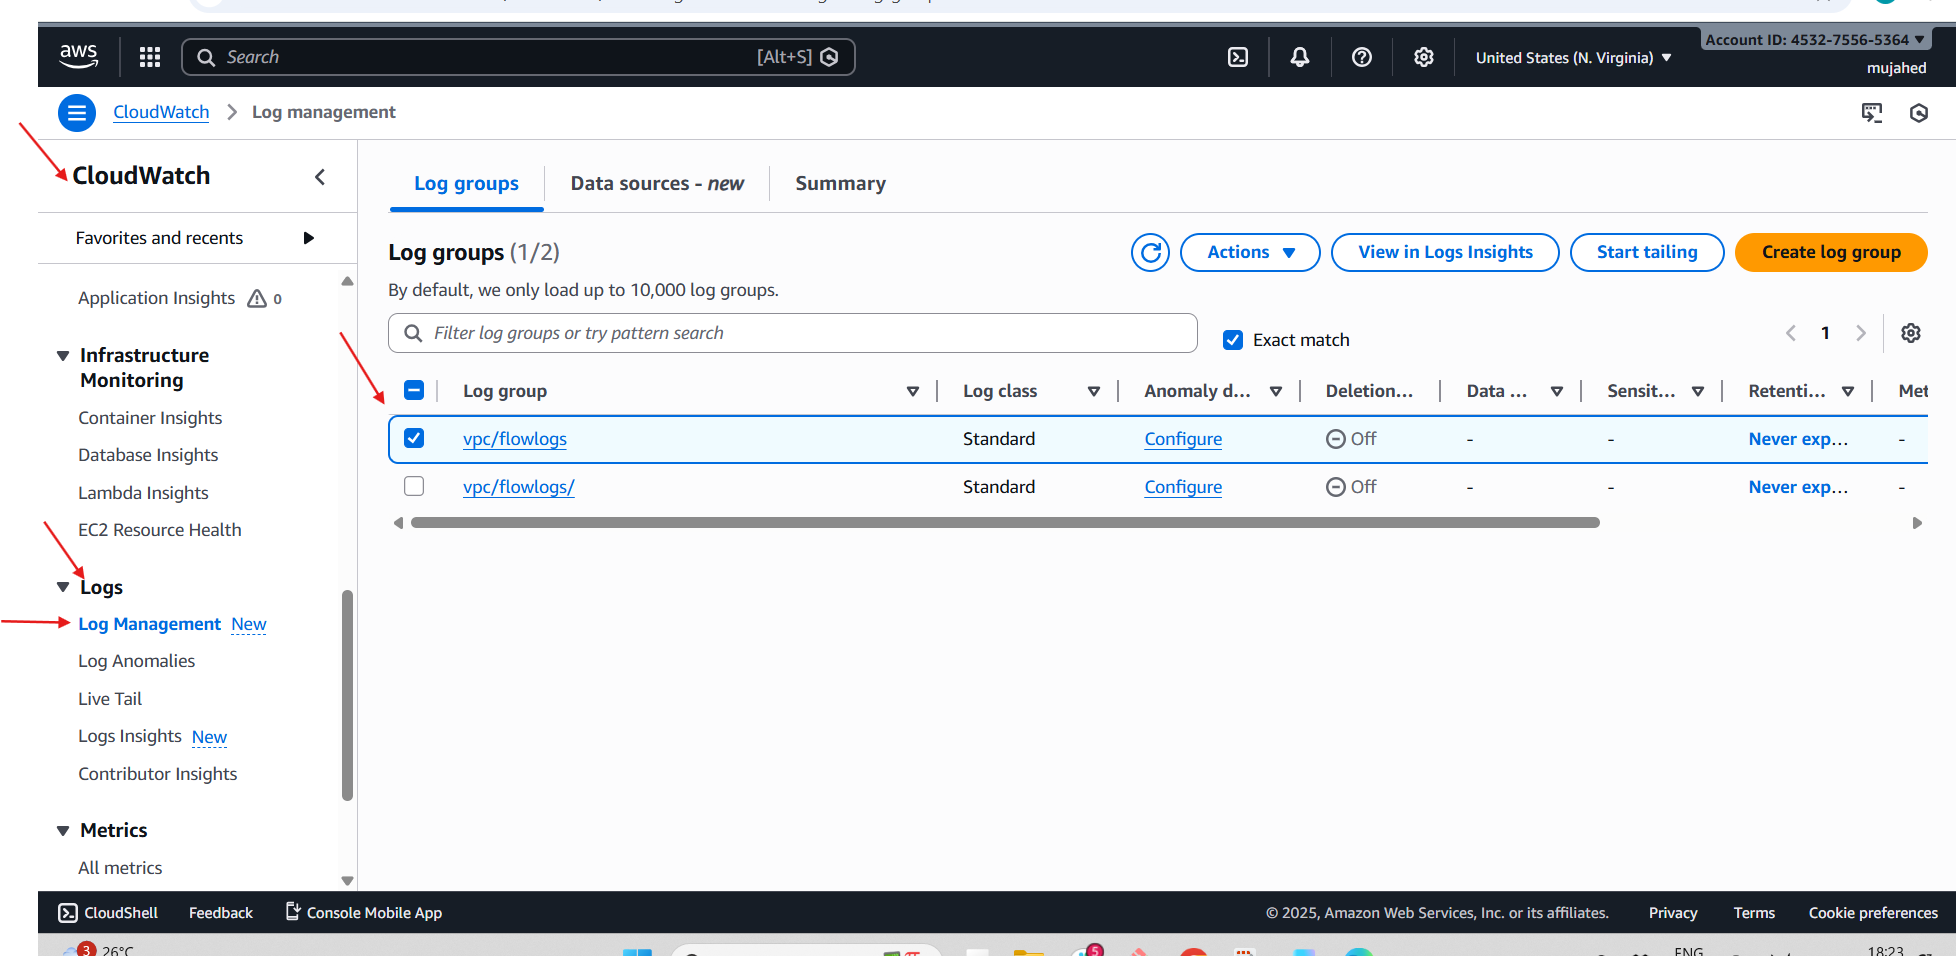 aws
Search
[Alt+S]
United States (N. Virginia)
Account ID: 4532-7556-5364
mujahed
CloudWatch
Log management
CloudWatch
Favorites and recents
Application Insights 0
Infrastructure
Monitoring
Container Insights
Database Insights
Lambda Insights
EC2 Resource Health
Logs
Log Management New
Log Anomalies
Live Tail
Logs Insights New
Contributor Insights
Metrics
All metrics
Log groups
Data sources - new
Summary
Log groups (1/2)
By default, we only load up to 10,000 log groups.
Actions
View in Logs Insights
Start tailing
Create log group
Filter log groups or try pattern search
Exact match
1
Log group Log class Anomaly d... Deletion... Data ... Sensit... Retenti... Met
vpc/flowlogs Standard Configure Off - - Never exp... -
vpc/flowlogs/ Standard Configure Off - - Never exp... -
CloudShell Feedback Console Mobile App
© 2025, Amazon Web Services, Inc. or its affiliates. Privacy Terms Cookie preferences
3 26°C 5 ENG 18:23